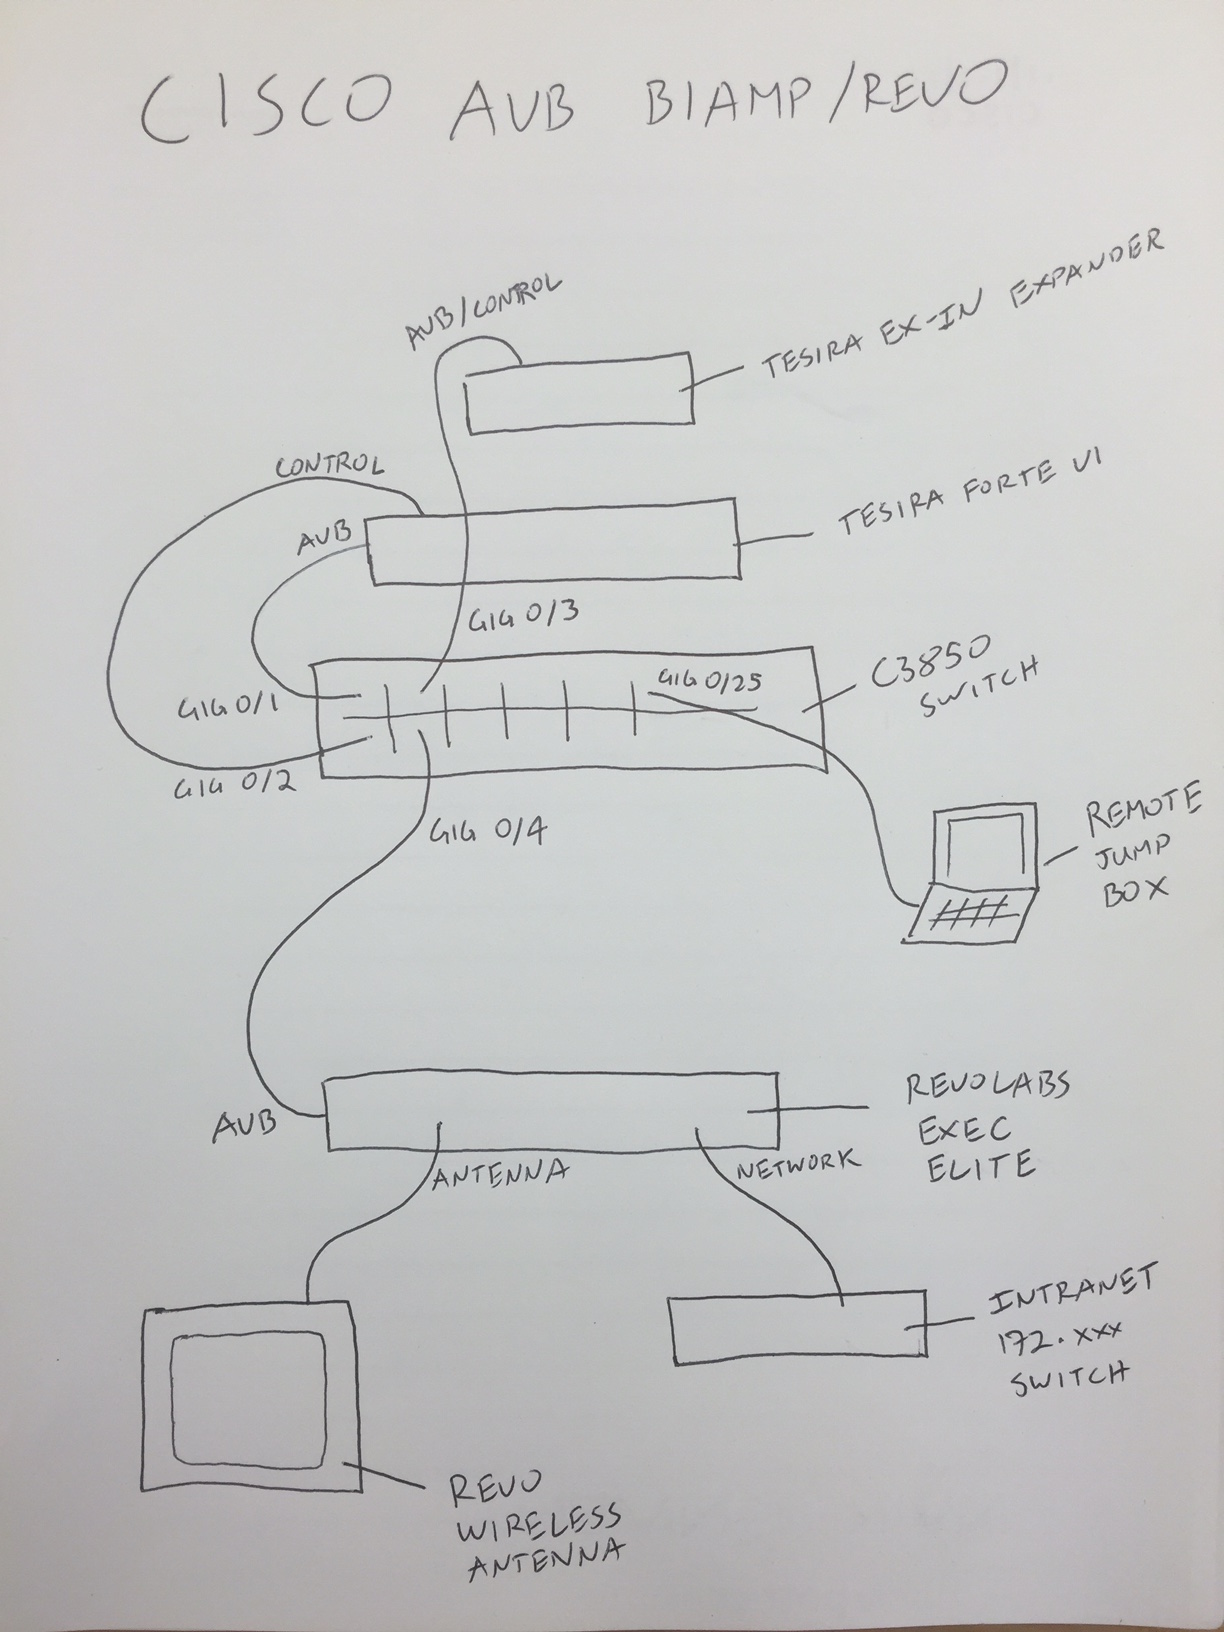 CISCO AVB BIAMP/REVO
AVB/CONTROL
TESIRA EX-IN EXPANDER
CONTROL
AVB
TESIRA FORTE VI
GIG 0/3
GIG 0/1
GIG 0/25
C3850
SWITCH
GIG 0/2
GIG 0/4
REMOTE
JUMP
BOX
AVB
ANTENNA
NETWORK
REVOLABS
EXEC
ELITE
INTRANET
172.xxx
SWITCH
REVO
WIRELESS
ANTENNA